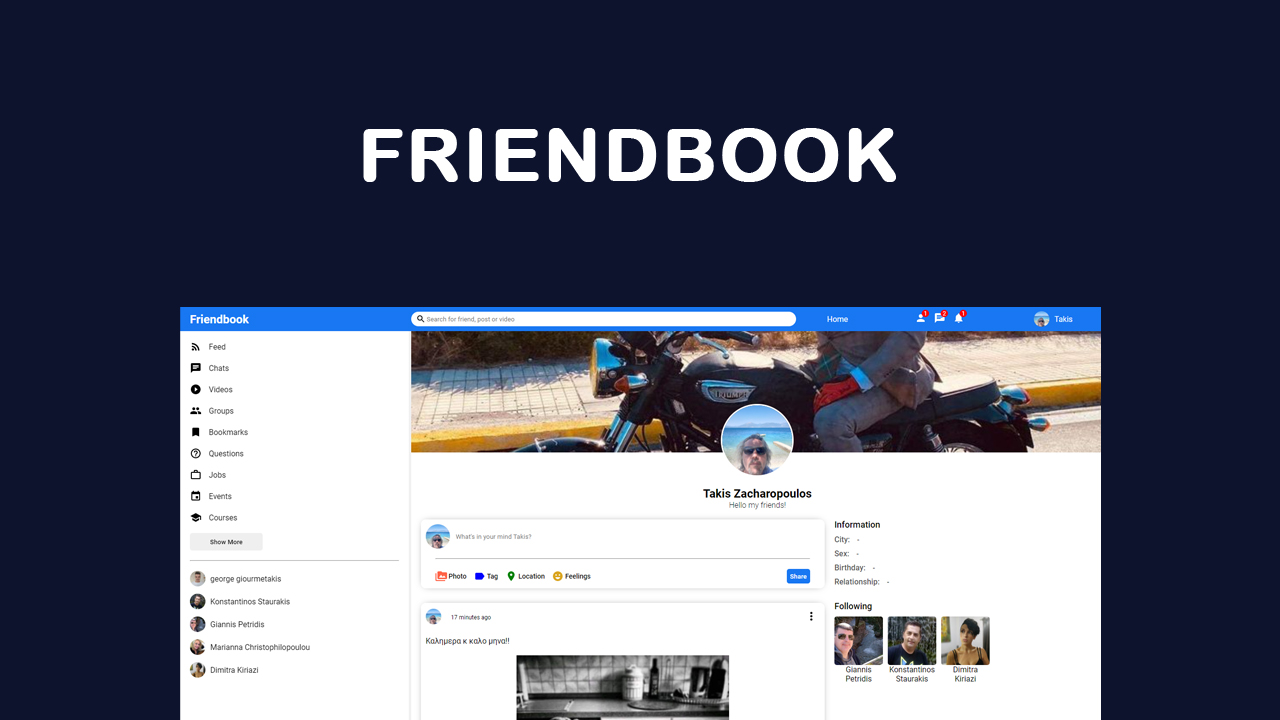 FRIENDBOOK
Friendbook
Search for friend, post or video
Home
1
2
1
Takis
Feed
Chats
Videos
Groups
Bookmarks
Questions
Jobs
Events
Courses
Show More
george giourmetakis
Konstantinos Staurakis
Giannis Petridis
Marianna Christophilopoulou
Dimitra Kiriazi
TRIUMPH
Takis Zacharopoulos
Hello my friends!
What's in your mind Takis?
Photo Tag Location Feelings
Share
17 minutes ago
Καλημερα κ καλο μηνα!!
Information
City: -
Sex: -
Birthday: -
Relationship: -
Following
Giannis
Petridis
Konstantinos
Staurakis
Dimitra
Kiriazi